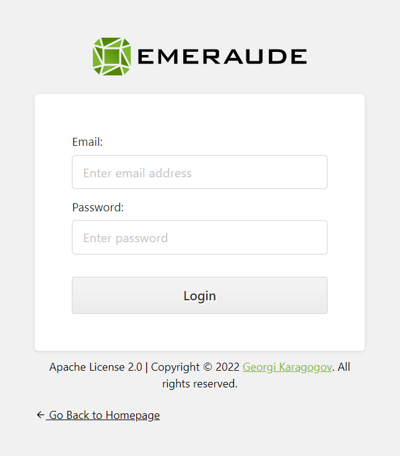 EMERAUDE
Email:
Enter email address
Password:
Enter password
Login
Apache License 2.0 | Copyright © 2022 Georgi Karagogov. All
rights reserved.
← Go Back to Homepage